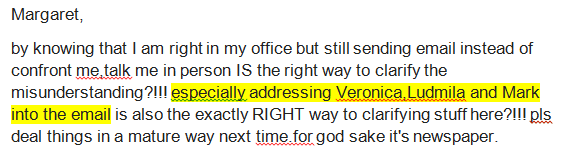 Margaret,
by knowing that I am right in my office but still sending email instead of
confront me,talk me in person IS the right way to clarify the
misunderstanding?!!! especially addressing Veronica,Ludmila and Mark
into the email is also the exactly RIGHT way to clarifying stuff here?!!! pls
deal things in a mature way next time.for god sake it's newspaper.